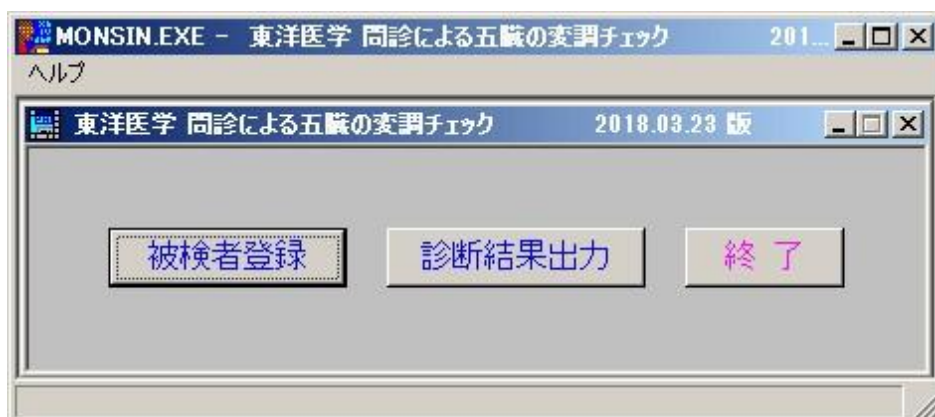 MONSIN.EXE - 東洋医学 問診による五臓の変調チェック 201...
ヘルプ
東洋医学 問診による五臓の変調チェック 2018.03.23 版
被検者登録 診断結果出力 終 了